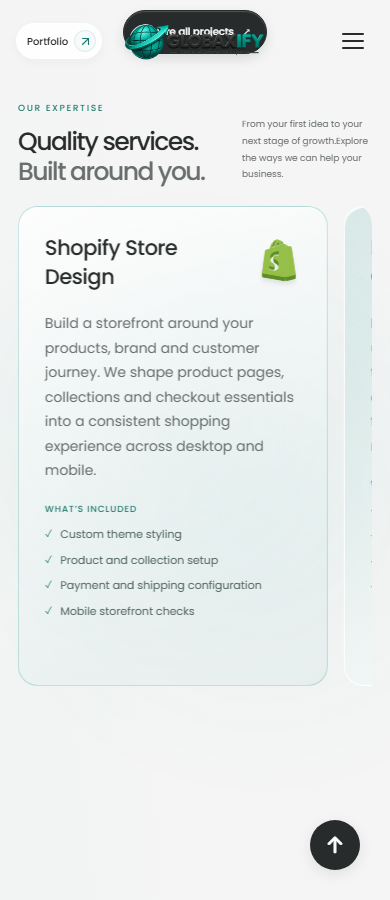 Portfolio
all projects
GLOBAXIFY
OUR EXPERTISE
Quality services.
Built around you.
From your first idea to your
next stage of growth.Explore
the ways we can help your
business.
Shopify Store
Design
Build a storefront around your
products, brand and customer
journey. We shape product pages,
collections and checkout essentials
into a consistent shopping
experience across desktop and
mobile.
WHAT'S INCLUDED
✓ Custom theme styling
✓ Product and collection setup
✓ Payment and shipping configuration
✓ Mobile storefront checks